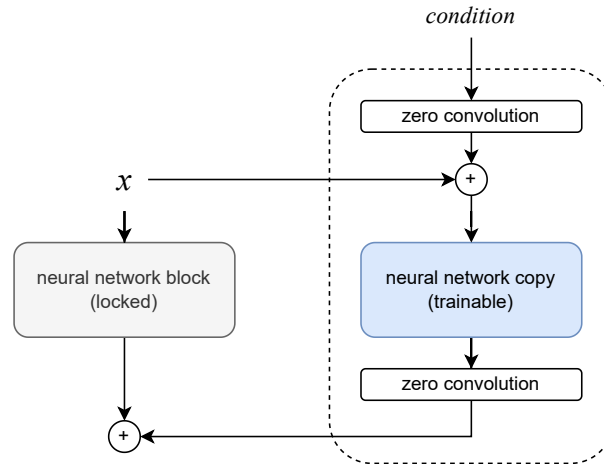 condition
zero convolution
+
x
neural network block
(locked)
neural network copy
(trainable)
zero convolution
+